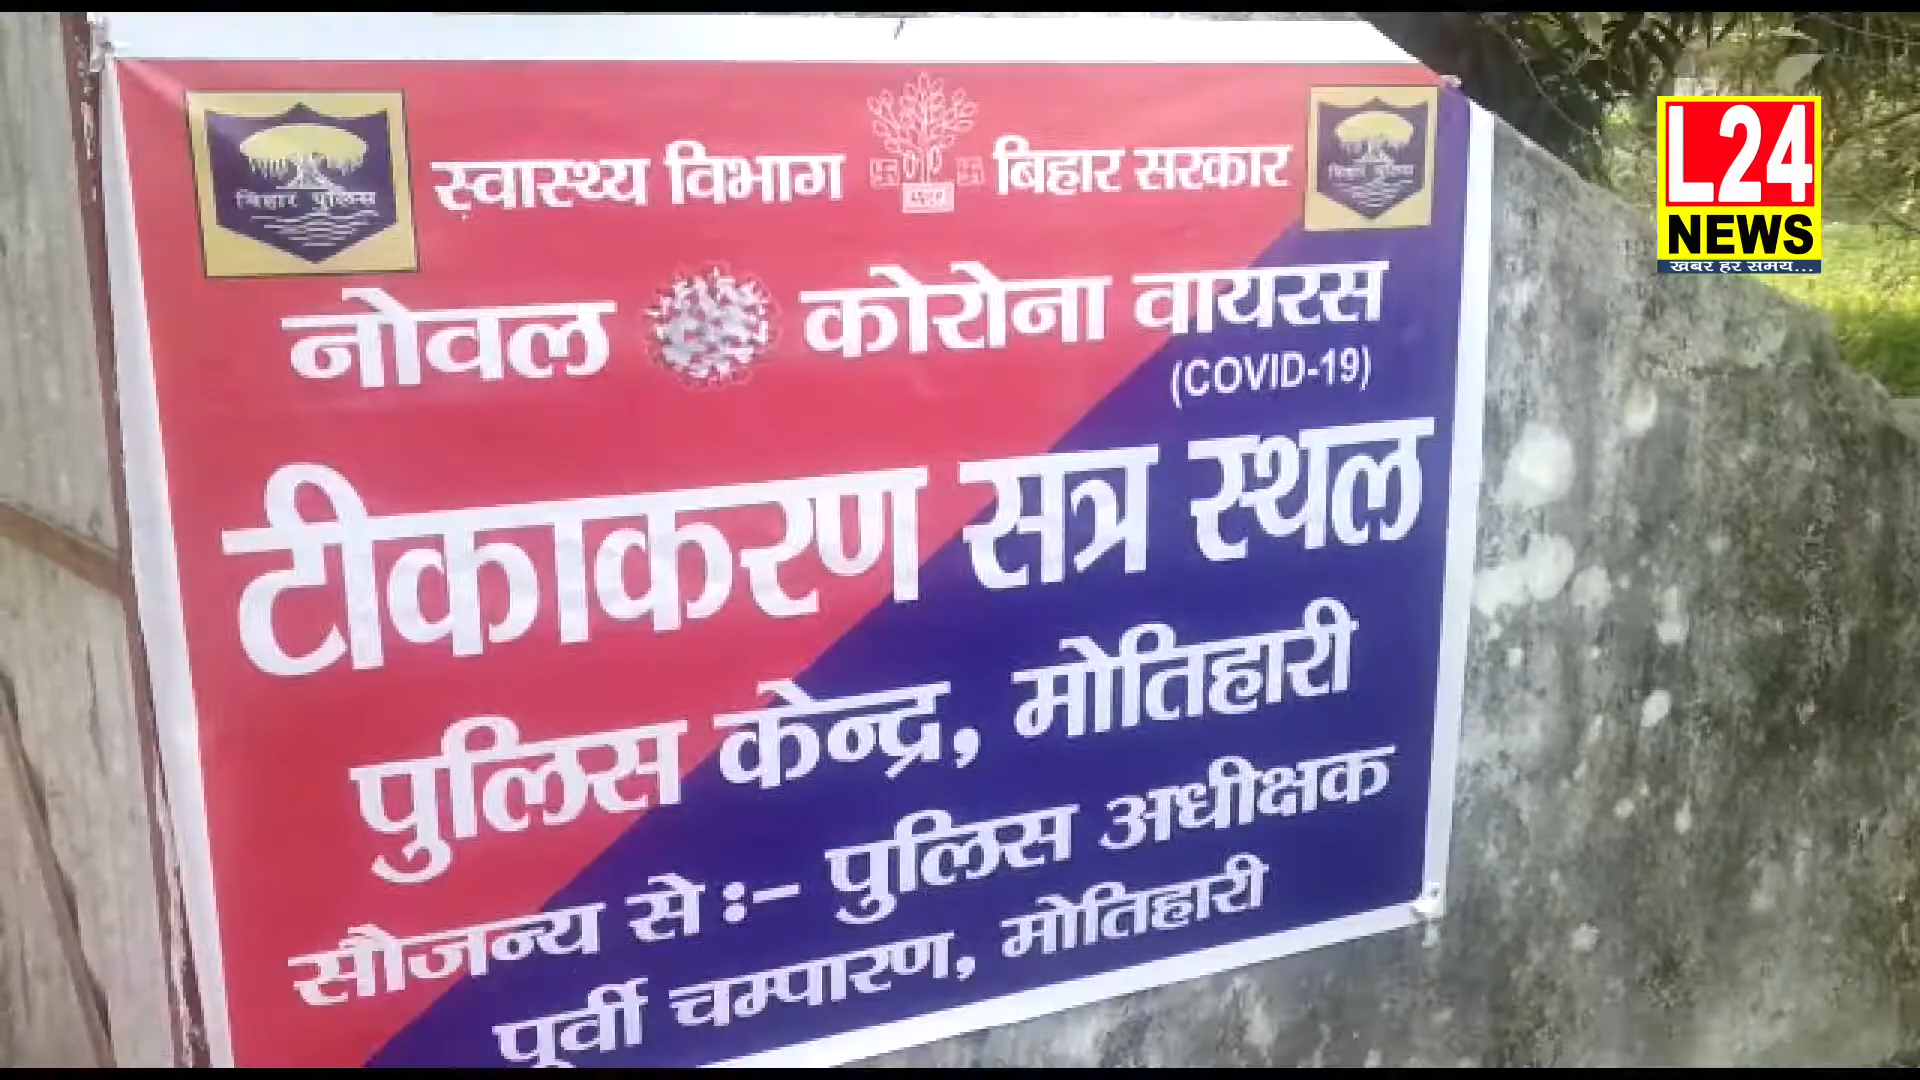 स्वास्थ्य विभाग बिहार सरकार
बिहार पुलिस
बिहार पुलिस
नोवल कोरोना वायरस
(COVID-19)
टीकाकरण सत्र स्थल
पुलिस केन्द्र, मोतिहारी
सौजन्य से :- पुलिस अधीक्षक
पूर्वी चम्पारण, मोतिहारी
L24
NEWS
खबर हर समय...